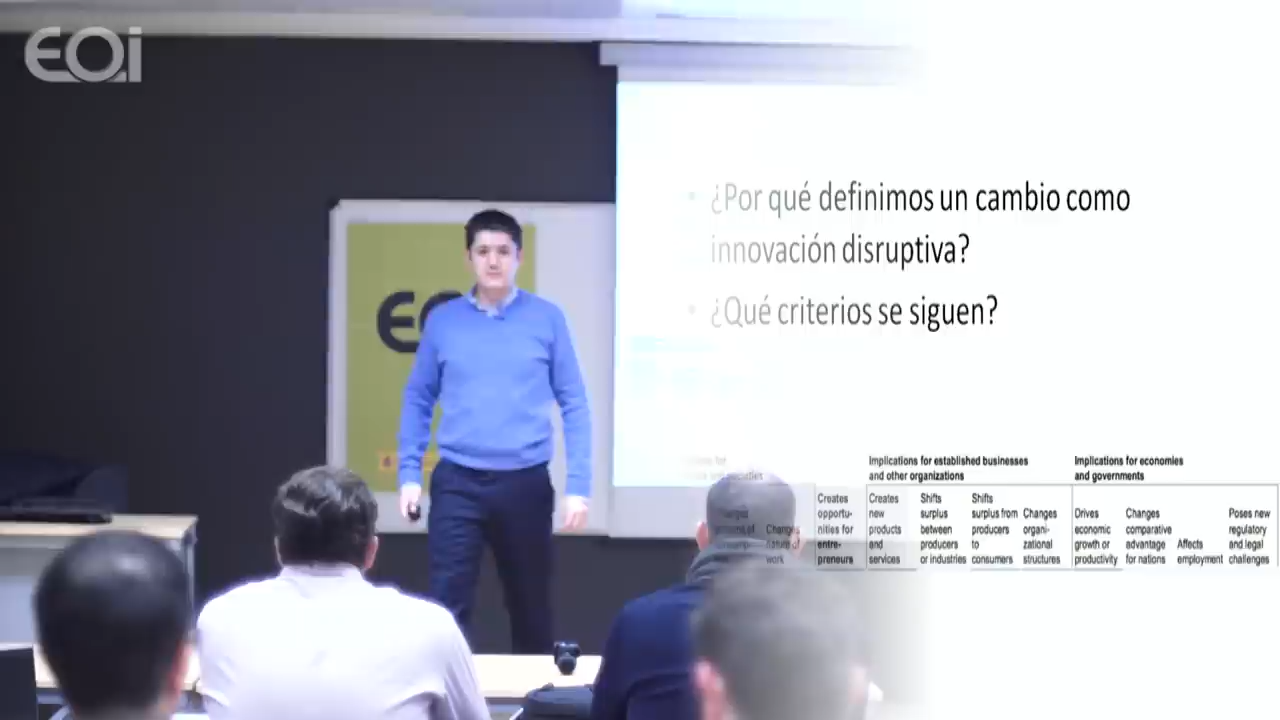 EOi
• ¿Por qué definimos un cambio como
innovación disruptiva?
• ¿Qué criterios se siguen?
EO
Implications for established businesses
and other organizations
Implications for economies
and governments
Changes
nature of
work
Creates
opportu-
nities for
entre-
preneurs
Creates
new
products
and
services
Shifts
surplus
between
producers
or industries
Shifts
surplus from
producers
to
consumers
Changes
organi-
zational
structures
Drives
economic
growth or
productivity
Changes
comparative
advantage
for nations
Affects
employment
Poses new
regulatory
and legal
challenges